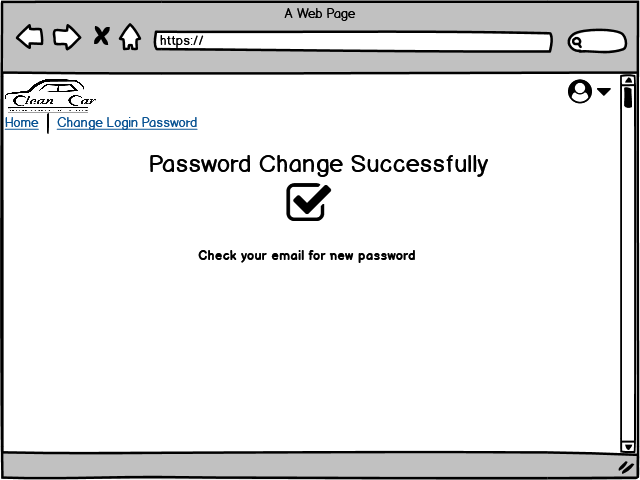 A Web Page
https://
Clean Car
Home
Change Login Password
Password Change Successfully
Check your email for new password